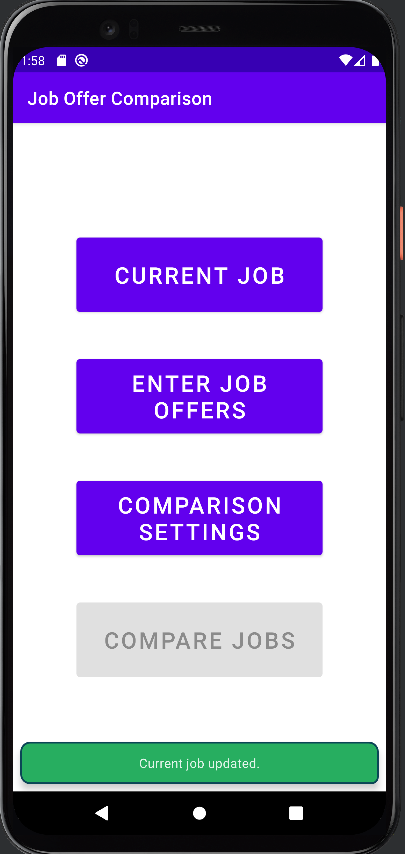 1:58
Job Offer Comparison
CURRENT JOB
ENTER JOB
OFFERS
COMPARISON
SETTINGS
COMPARE JOBS
Current job updated.